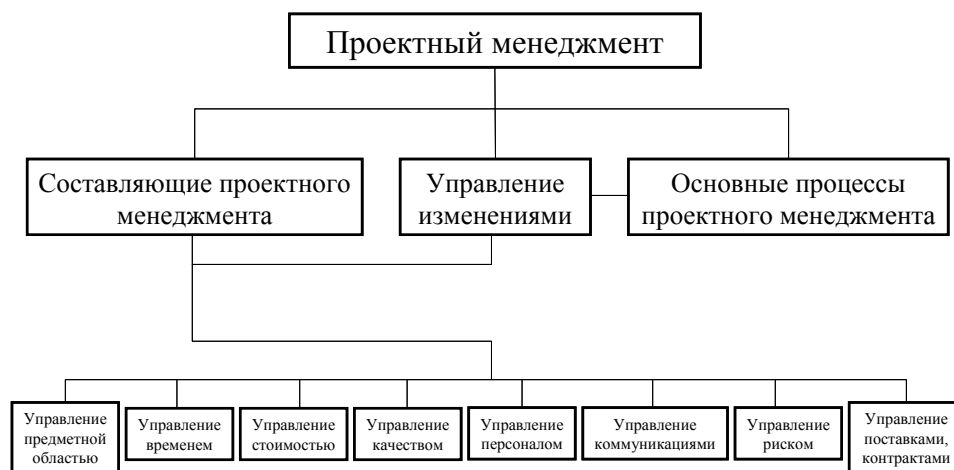 Проектный менеджмент
Составляющие проектного
менеджмента
Управление
изменениями
Основные процессы
проектного менеджмента
Управление
предметной
областью
Управление
временем
Управление
стоимостью
Управление
качеством
Управление
персоналом
Управление
коммуникациями
Управление
риском
Управление
поставками,
контрактами